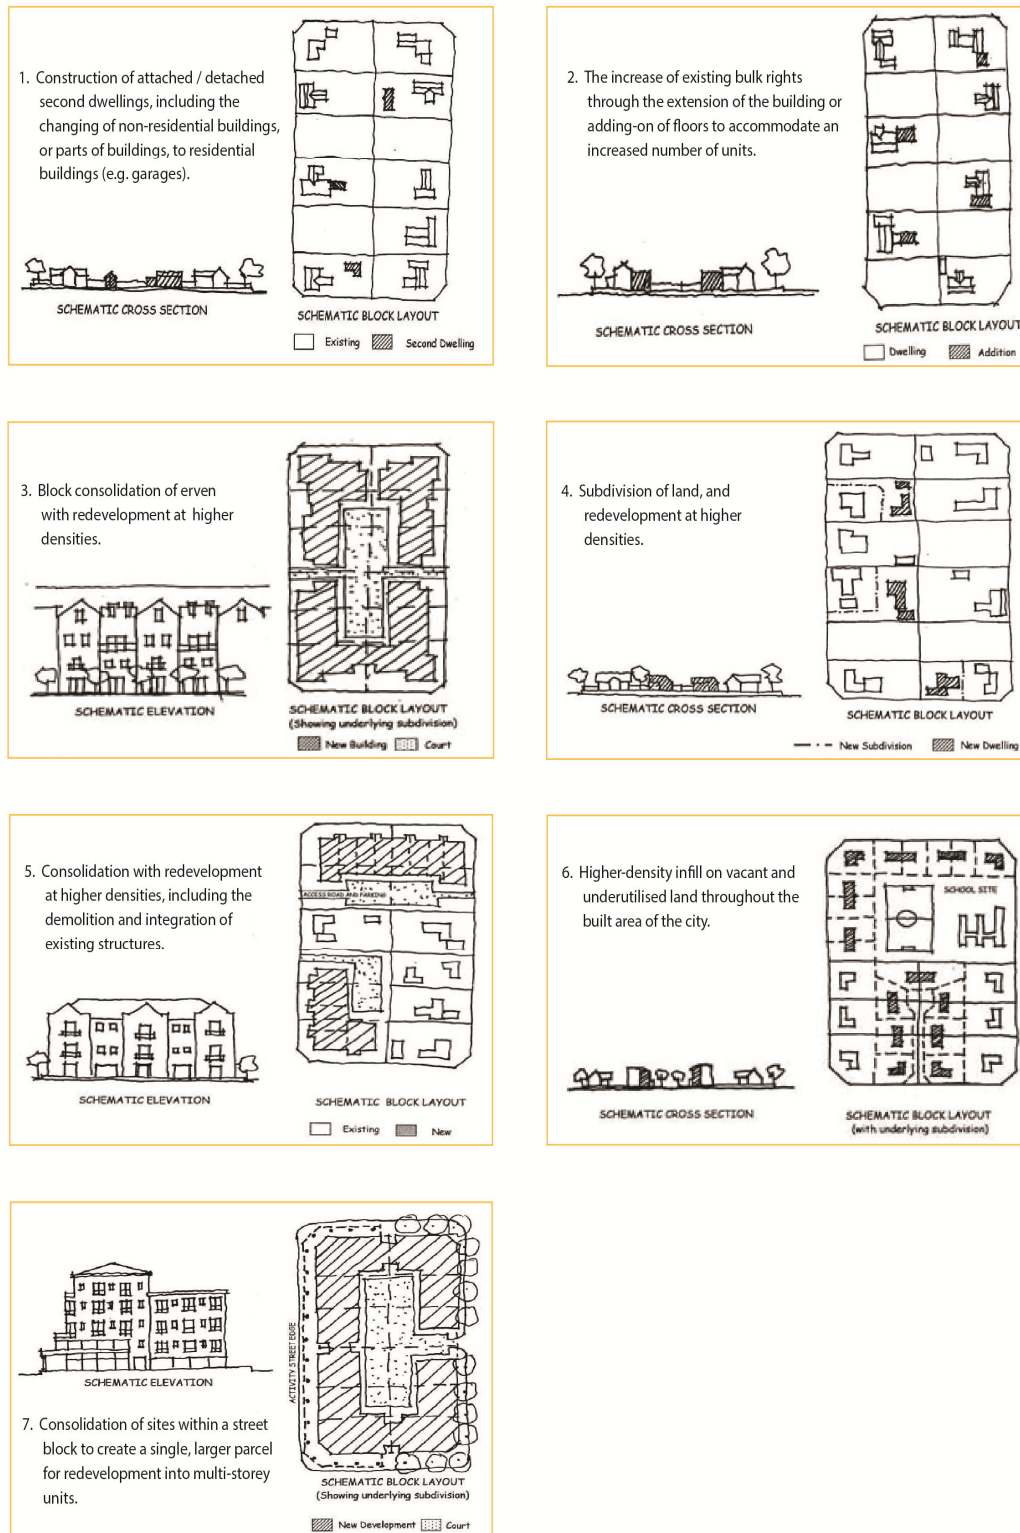 1. Construction of attached / detached
second dwellings, including the
changing of non-residential buildings,
or parts of buildings, to residential
buildings (e.g. garages).
SCHEMATIC CROSS SECTION
SCHEMATIC BLOCK LAYOUT
Existing Second Dwelling
2. The increase of existing bulk rights
through the extension of the building or
adding-on of floors to accommodate an
increased number of units.
SCHEMATIC CROSS SECTION
SCHEMATIC BLOCK LAYOUT
Dwelling Addition
3. Block consolidation of erven
with redevelopment at higher
densities.
SCHEMATIC ELEVATION
SCHEMATIC BLOCK LAYOUT
(Showing underlying subdivision)
New Building Court
4. Subdivision of land, and
redevelopment at higher
densities.
SCHEMATIC CROSS SECTION
SCHEMATIC BLOCK LAYOUT
New Subdivision New Dwelling
5. Consolidation with redevelopment
at higher densities, including the
demolition and integration of
existing structures.
ACCESS ROAD AND PARKING
SCHEMATIC ELEVATION
SCHEMATIC BLOCK LAYOUT
Existing New
6. Higher-density infill on vacant and
underutilised land throughout the
built area of the city.
SCHOOL SITE
SCHEMATIC CROSS SECTION
SCHEMATIC BLOCK LAYOUT
(with underlying subdivision)
SCHEMATIC ELEVATION
7. Consolidation of sites within a street
block to create a single, larger parcel
for redevelopment into multi-storey
units.
ACTIVITY STREET EDGE
SCHEMATIC BLOCK LAYOUT
(Showing underlying subdivision)
New Development Court